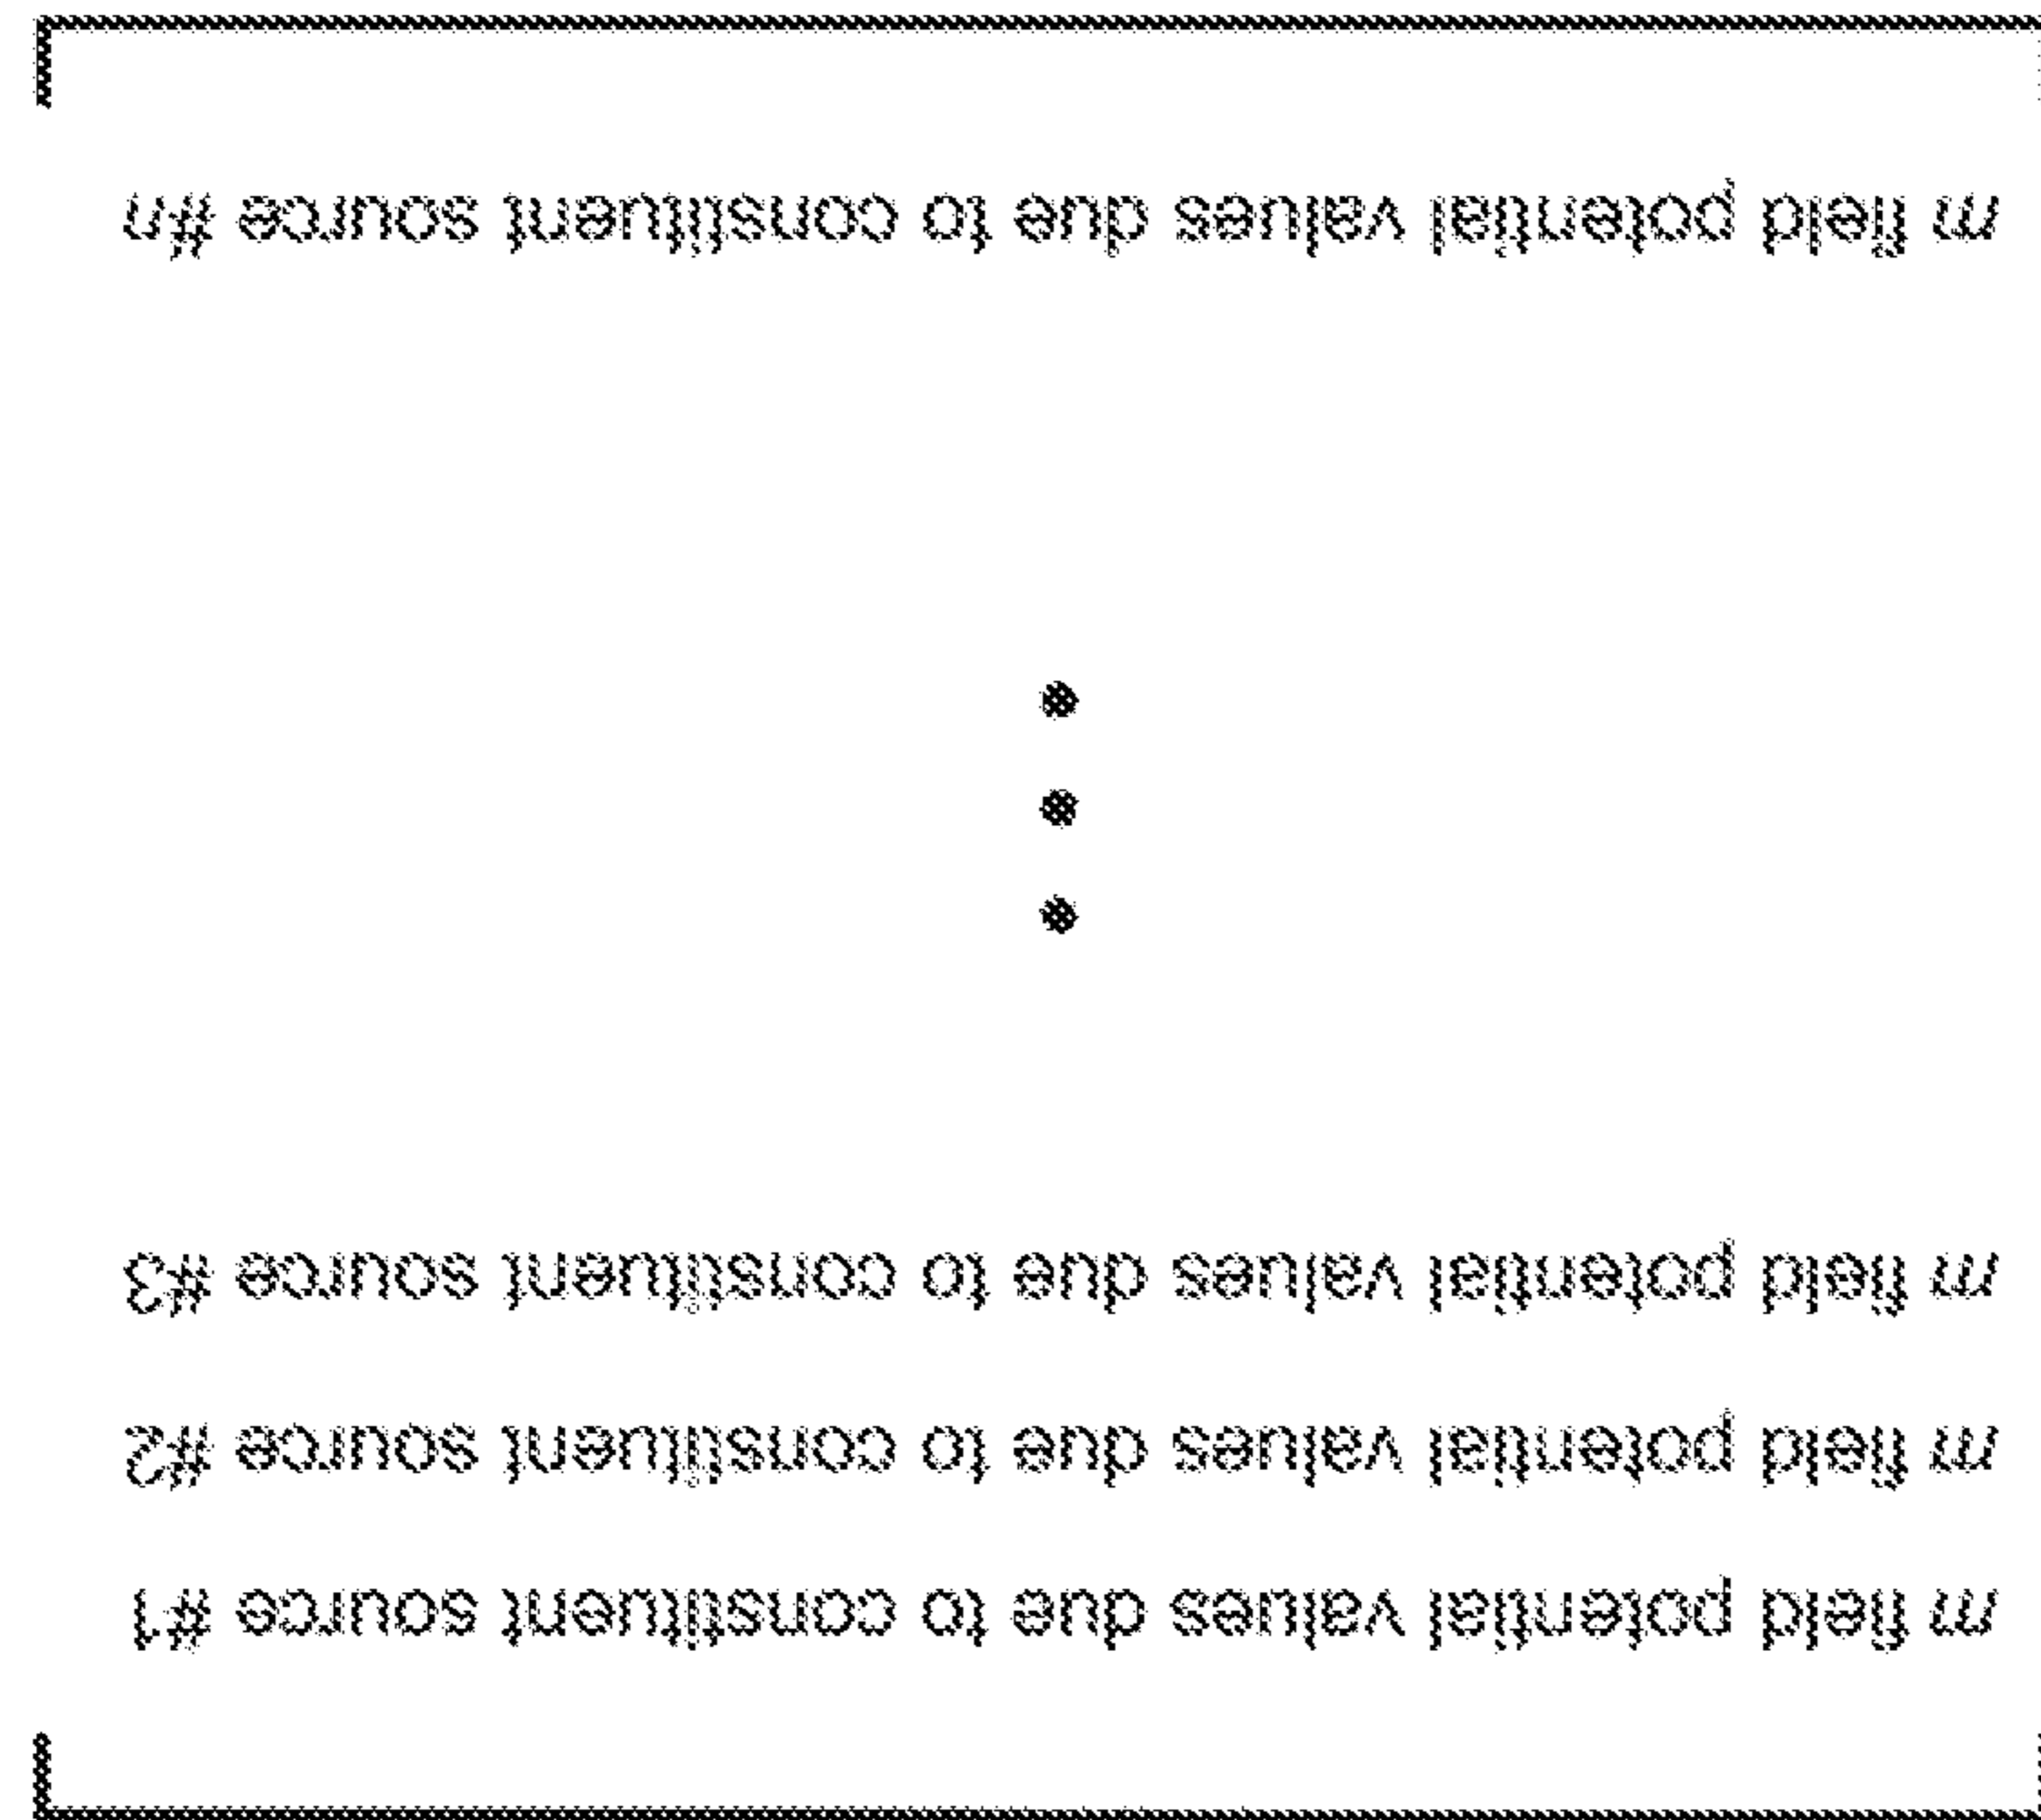 m field potential values due to constituent source #1
m field potential values due to constituent source #2
m field potential values due to constituent source #3
m field potential values due to constituent source #n